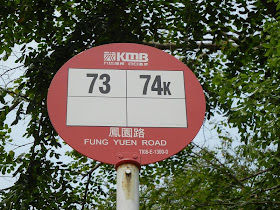 KMB
73 74K
鳳園路
FUNG YUEN ROAD